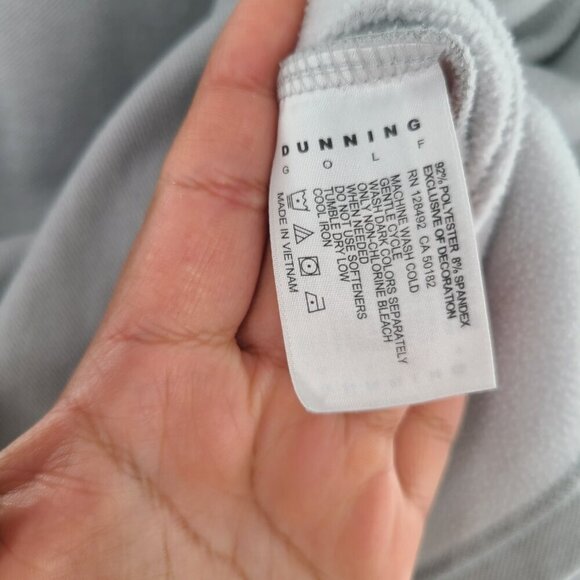 DUNNING
GOLF
92% POLYESTER 8% SPANDEX
EXCLUSIVE OF DECORATION
RN 128492 CA 50182
MACHINE WASH COLD
GENTLE CYCLE
WASH DARK COLORS SEPARATELY
ONLY NON-CHLORINE BLEACH
WHEN NEEDED
DO NOT USE SOFTENERS
TUMBLE DRY LOW
COOL IRON
MADE IN VIETNAM